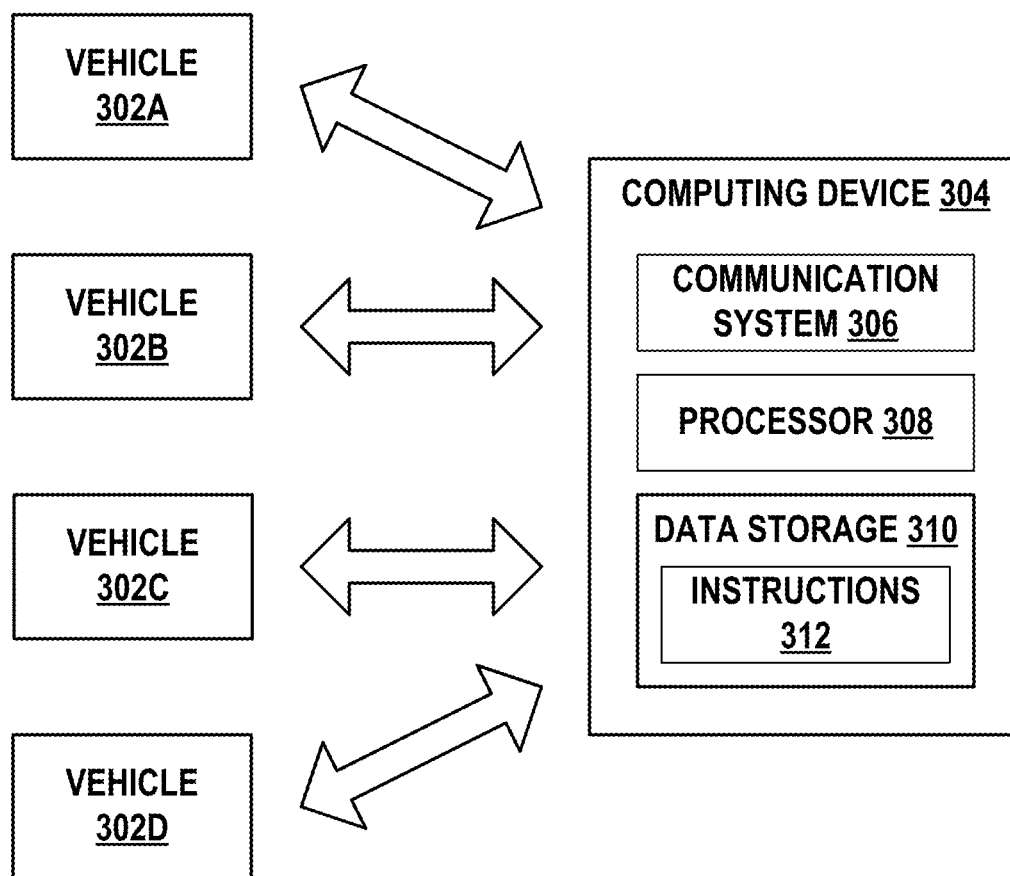 VEHICLE
302A
VEHICLE
302B
VEHICLE
302C
VEHICLE
302D
COMPUTING DEVICE 304
COMMUNICATION
SYSTEM 306
PROCESSOR 308
DATA STORAGE 310
INSTRUCTIONS
312